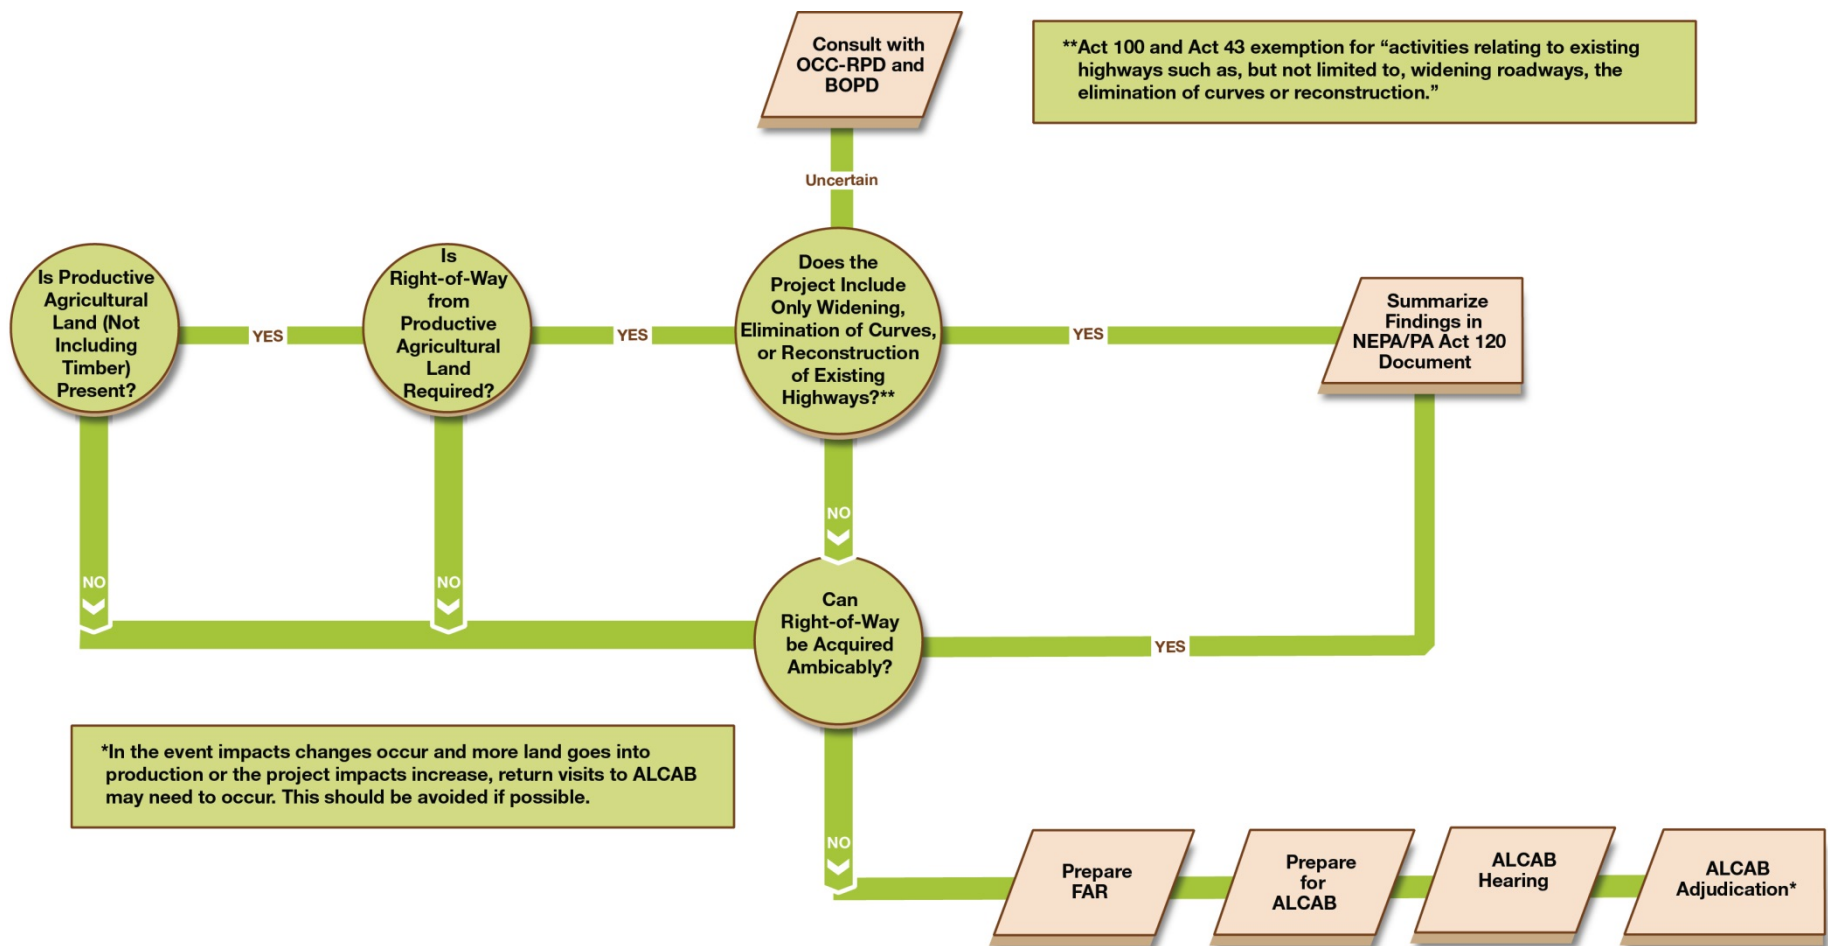 Consult with
OCC-RPD and
BOPD
**Act 100 and Act 43 exemption for “activities relating to existing
highways such as, but not limited to, widening roadways, the
elimination of curves or reconstruction.”
Uncertain
Is Productive
Agricultural
Land (Not
Including
Timber)
Present?
YES
Is
Right-of-Way
from
Productive
Agricultural
Land
Required?
YES
Does the
Project Include
Only Widening,
Elimination of Curves,
or Reconstruction
of Existing
Highways?**
YES
Summarize
Findings in
NEPA/PA Act 120
Document
NO
NO
NO
Can
Right-of-Way
be Acquired
Ambicably?
YES
*In the event impacts changes occur and more land goes into
production or the project impacts increase, return visits to ALCAB
may need to occur. This should be avoided if possible.
NO
Prepare
FAR
Prepare
for
ALCAB
ALCAB
Hearing
ALCAB
Adjudication*